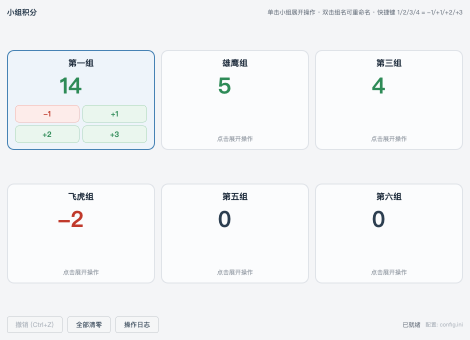 小组积分
单击小组展开操作 · 双击组名可重命名 · 快捷键 1/2/3/4 = −1/+1/+2/+3
第一组
14
−1
+1
+2
+3
雄鹰组
5
点击展开操作
第三组
4
点击展开操作
飞虎组
−2
点击展开操作
第五组
0
点击展开操作
第六组
0
点击展开操作
撤销 (Ctrl+Z)
全部清零
操作日志
已就绪
配置: config.ini